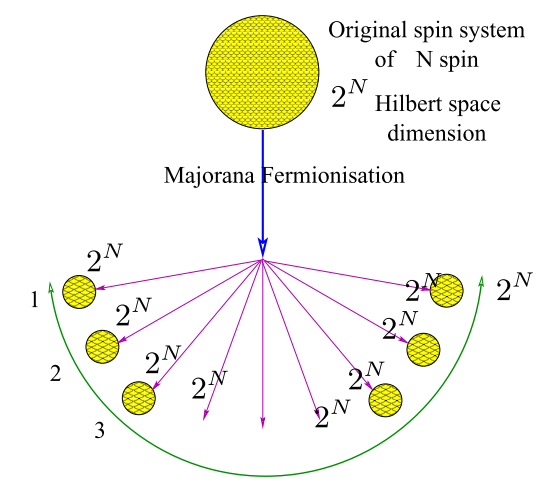 Original spin system
of N spin
2^N Hilbert space
dimension
Majorana Fermionisation
2^N 2^N 2^N
1
2^N 2^N
2
2^N 2^N
2^N 2^N
3